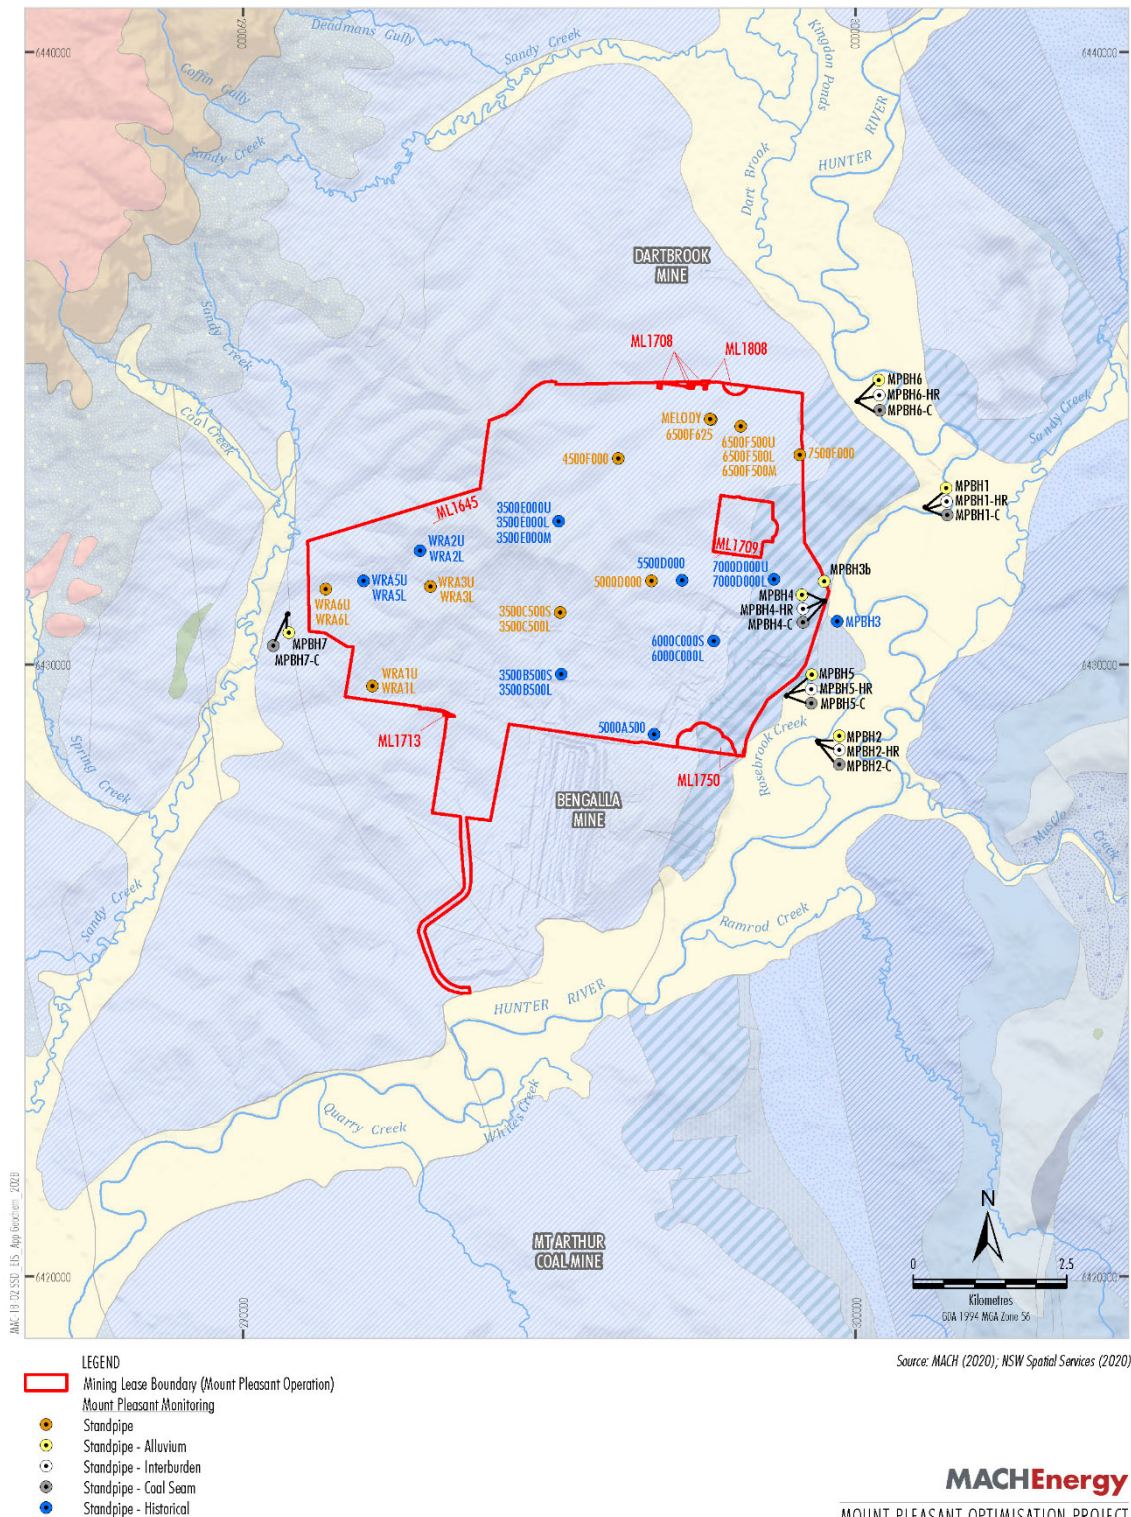 290000
300000
6440000
6440000
Deadmans Gully
Sandy Creek
Kingdon
Ponds
Coffin Gully
Sandy Creek
Dart Brook
HUNTER
RIVER
DARTBROOK
MINE
Sandy Creek
ML1708
ML1808
MPBH6
MPBH6-HR
MPBH6-C
Sandy Creek
Coal Creek
MELODY
6500F625
6500F500U
6500F500L
6500F500M
7500F000
4500F000
MPBH1
MPBH1-HR
MPBH1-C
ML1645
3500E000U
3500E000L
3500E000M
WRA2U
WRA2L
ML1709
5500D000
7000D000U
7000D000L
MPBH3b
WRA5U
WRA5L
WRA3U
WRA3L
5000D000
WRA6U
WRA6L
MPBH4
MPBH4-HR
MPBH4-C
3500C500S
3500C500L
MPBH3
MPBH7
MPBH7-C
6000C000S
6000C000L
6430000
6430000
WRA1U
WRA1L
3500B500S
3500B500L
MPBH5
MPBH5-HR
MPBH5-C
5000A500
ML1713
Rosebrook Creek
MPBH2
MPBH2-HR
MPBH2-C
Spring Creek
ML1750
BENGALLA
MINE
Muscle
Creek
Sandy Creek
Ramrod Creek
HUNTER RIVER
Quarry Creek
Whites Creek
MT ARTHUR
COAL MINE
N
0
2.5
Kilometres
GDA 1994 MGA Zone 56
6420000
6420000
290000
300000
LEGEND
Mining Lease Boundary (Mount Pleasant Operation)
Mount Pleasant Monitoring
Standpipe
Standpipe - Alluvium
Standpipe - Interburden
Standpipe - Coal Seam
Standpipe - Historical
Source: MACH (2020); NSW Spatial Services (2020)
MACHEnergy
MOUNT PLEASANT OPTIMISATION PROJECT